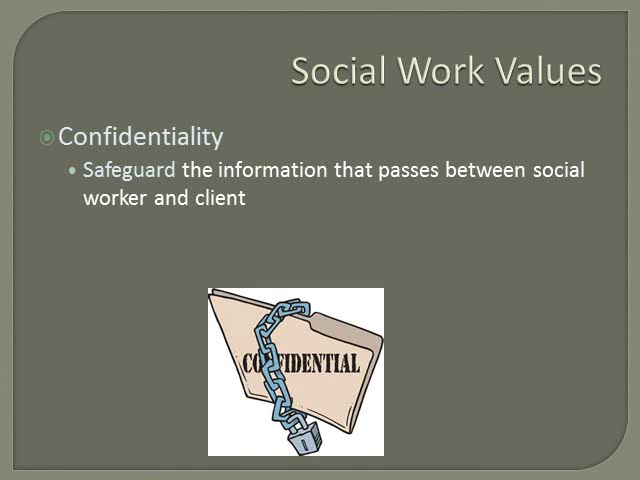 Social Work Values
Confidentiality
Safeguard the information that passes between social
worker and client
CONFIDENTIAL